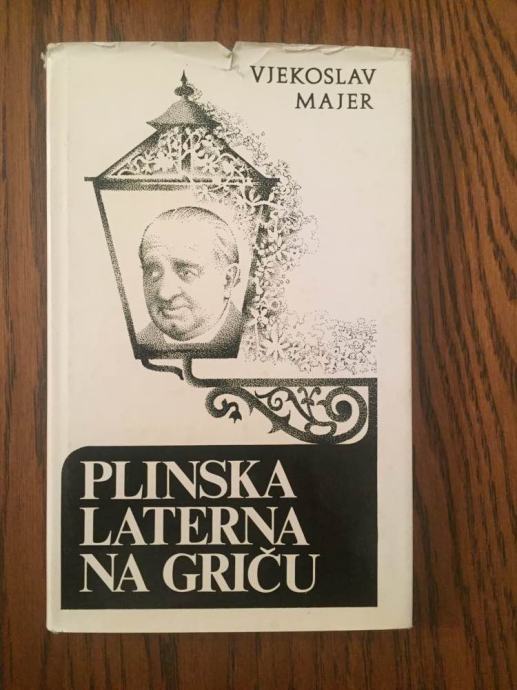 VJEKOSLAV
MAJER
PLINSKA
LATERNA
NA GRIČU